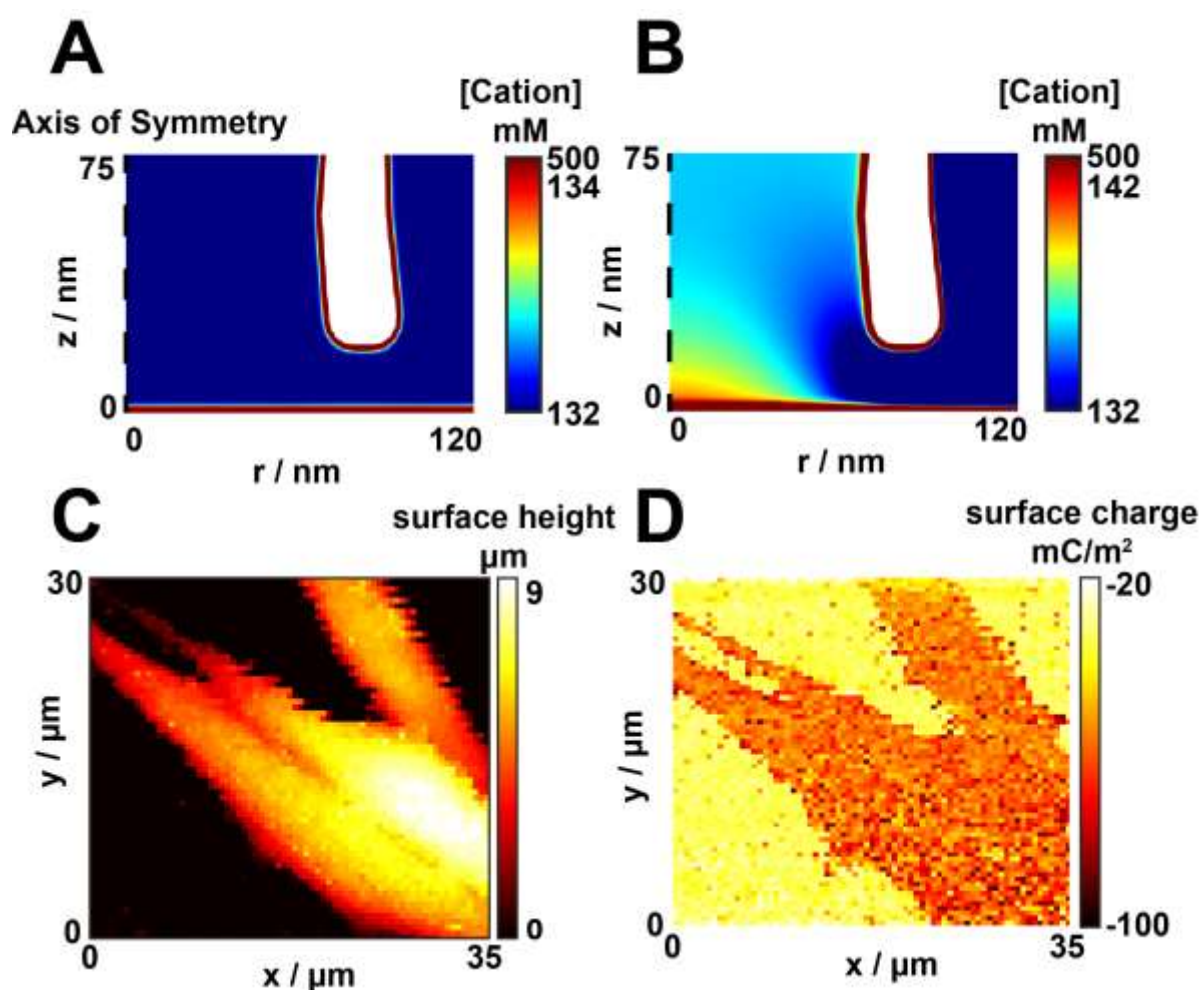 A
Axis of Symmetry
[Cation]
mM
75
500
134
z / nm
0
132
0
120
r / nm
B
[Cation]
mM
75
500
142
z / nm
0
132
0
120
r / nm
C
surface height
µm
30
9
y / µm
0
0
0
35
x / µm
D
surface charge
mC/m²
30
-20
y / µm
0
-100
0
35
x / µm